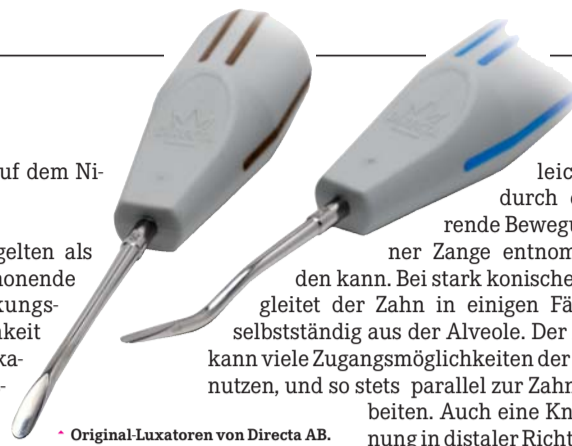 uf dem Ni-
gelten als
honende
kungs-
nkeit
ka-
-
Original-Luxatoren von Directa AB.
leic
durch
rende Bewegu
ner Zange entnom
den kann. Bei stark konische
gleitet der Zahn in einigen Fä
selbstständig aus der Alveole. Der
kann viele Zugangsmöglichkeiten der
nutzen, und so stets parallel zur Zahn
beiten. Auch eine Kn
nung in distaler Richt